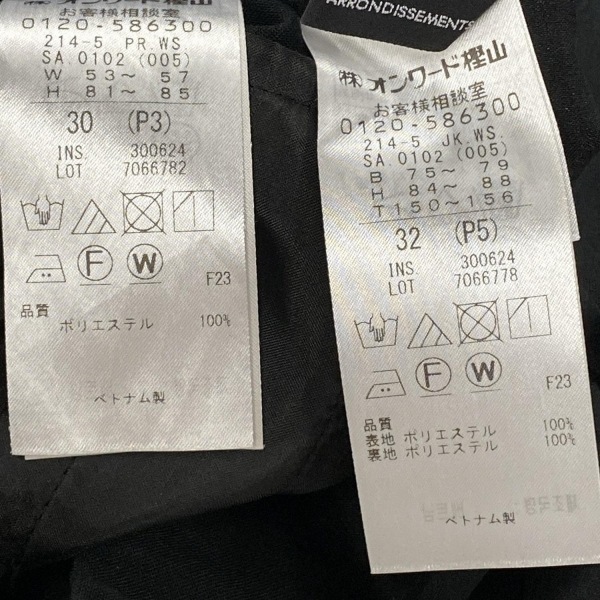 お客様相談室
0120-586300
214-5 PR.WS
SA 0102 (005)
W 53～ 57
H 81～ 85
30 (P3)
INS. 300624
LOT 7066782
F W
F23
品質
ポリエステル 100%
ベトナム製
ARRONDISSEMENTS
㈱オンワード樫山
お客様相談室
0120-586300
214-5 JK.WS.
SA 0102 (005)
B 75～ 79
H 84～ 88
T150～156
32 (P5)
INS. 300624
LOT 7066778
F W
F23
品質
表地 ポリエステル 100%
裏地 ポリエステル 100%
ベトナム製